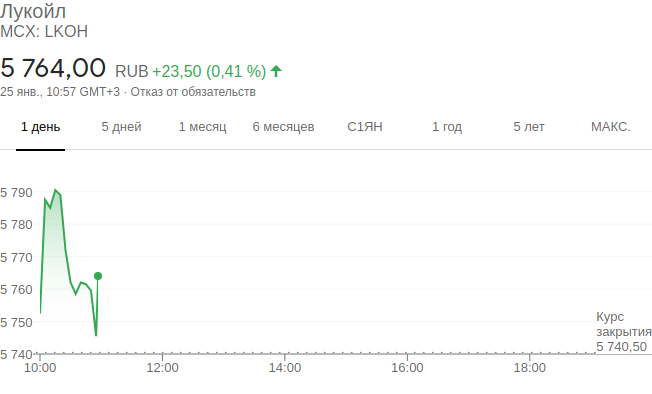 Лукойл
MCX: LKOH
5 764,00 RUB +23,50 (0,41 %)
25 янв., 10:57 GMT+3 · Отказ от обязательств
1 день 5 дней 1 месяц 6 месяцев С1ЯН 1 год 5 лет МАКС.
5 790
5 780
5 770
5 760
5 750
5 740
Курс
закрытия
5 740,50
10:00 12:00 14:00 16:00 18:00